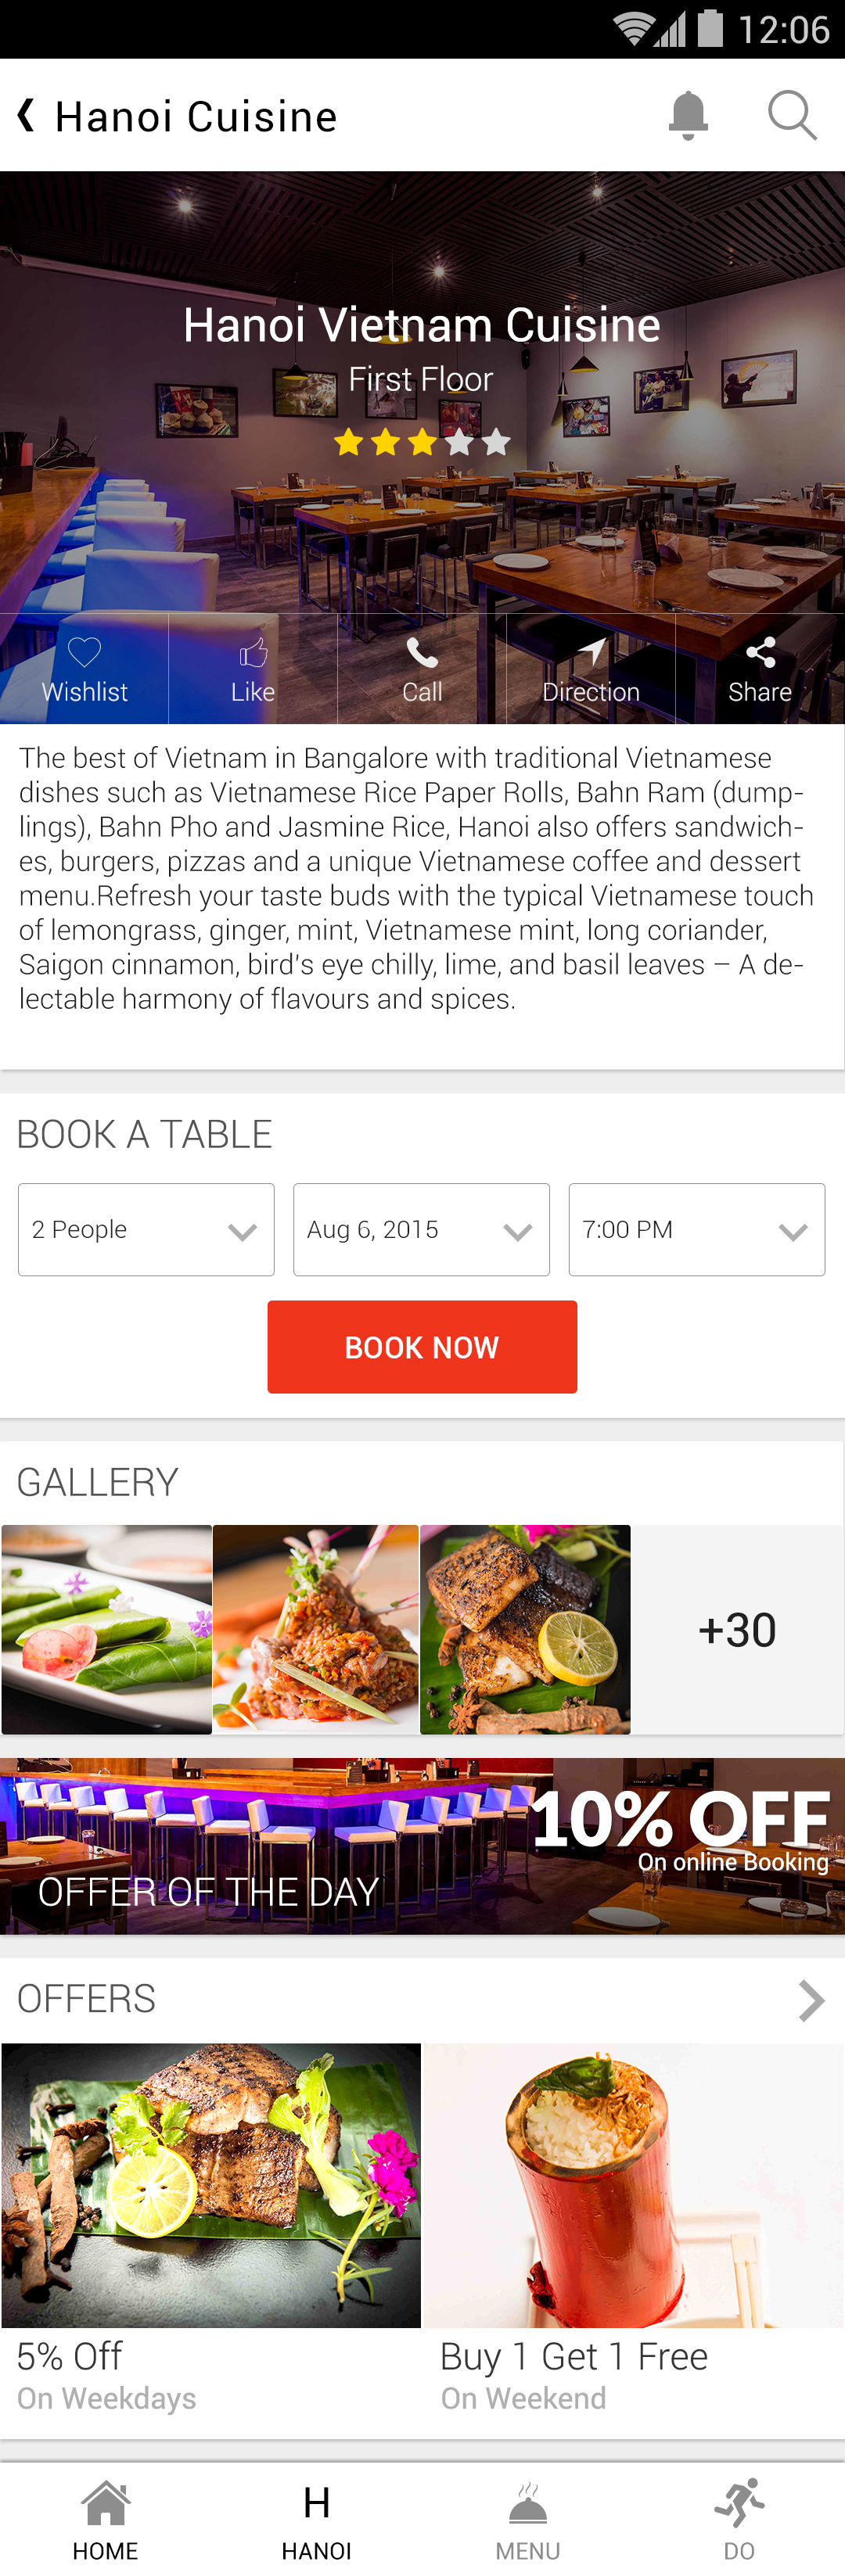 12:06
Hanoi Cuisine
Hanoi Vietnam Cuisine
First Floor
Wishlist
Like
Call
Direction
Share
The best of Vietnam in Bangalore with traditional Vietnamese
dishes such as Vietnamese Rice Paper Rolls, Bahn Ram (dump-
lings), Bahn Pho and Jasmine Rice, Hanoi also offers sandwich-
es, burgers, pizzas and a unique Vietnamese coffee and dessert
menu.Refresh your taste buds with the typical Vietnamese touch
of lemongrass, ginger, mint, Vietnamese mint, long coriander,
Saigon cinnamon, bird's eye chilly, lime, and basil leaves – A de-
lectable harmony of flavours and spices.
BOOK A TABLE
2 People
Aug 6, 2015
7:00 PM
BOOK NOW
GALLERY
+30
10% OFF
On online Booking
OFFER OF THE DAY
OFFERS
5% Off
On Weekdays
Buy 1 Get 1 Free
On Weekend
H
HOME
HANOI
MENU
DO